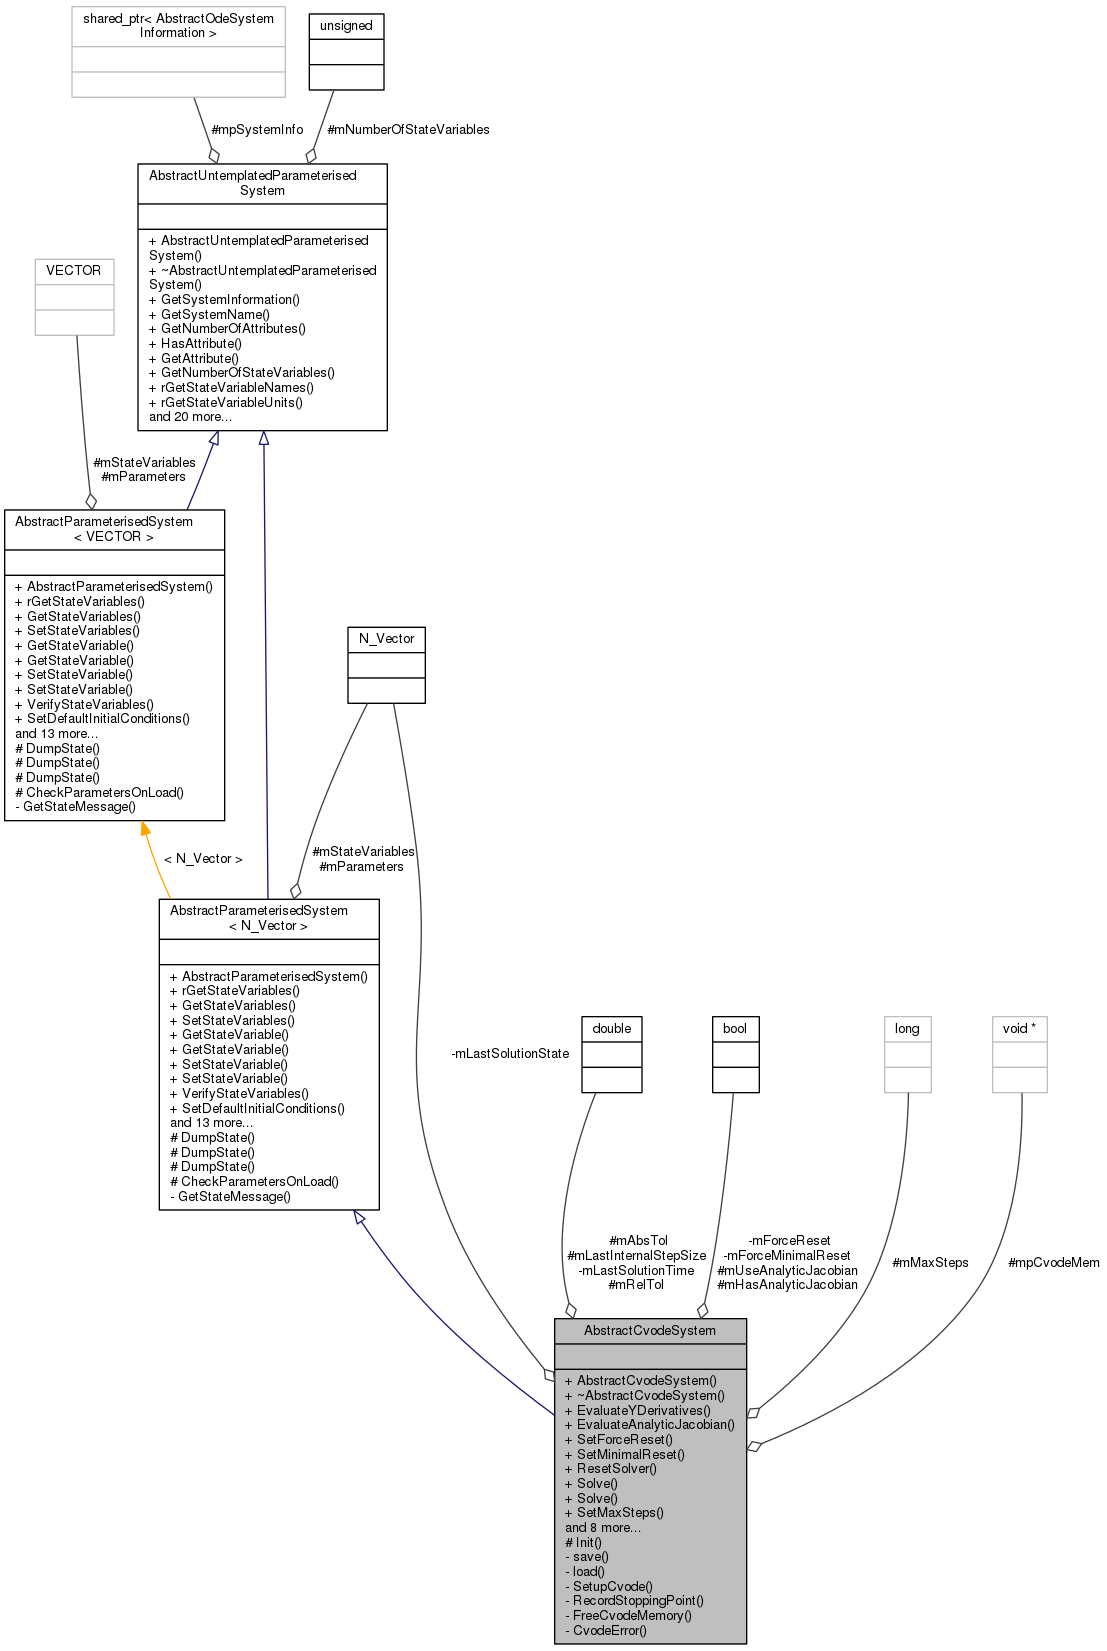 shared_ptr< AbstractOdeSystem
Information >
unsigned
#mpSystemInfo
#mNumberOfStateVariables
AbstractUntemplatedParameterised
System
+ AbstractUntemplatedParameterised
System()
+ ~AbstractUntemplatedParameterised
System()
+ GetSystemInformation()
+ GetSystemName()
+ GetNumberOfAttributes()
+ HasAttribute()
+ GetAttribute()
+ GetNumberOfStateVariables()
+ rGetStateVariableNames()
+ rGetStateVariableUnits()
and 20 more...
VECTOR
#mStateVariables
#mParameters
AbstractParameterisedSystem
< VECTOR >
+ AbstractParameterisedSystem()
+ rGetStateVariables()
+ GetStateVariables()
+ SetStateVariables()
+ GetStateVariable()
+ GetStateVariable()
+ SetStateVariable()
+ SetStateVariable()
+ VerifyStateVariables()
+ SetDefaultInitialConditions()
and 13 more...
# DumpState()
# DumpState()
# DumpState()
# CheckParametersOnLoad()
- GetStateMessage()
N_Vector
< N_Vector >
#mStateVariables
#mParameters
AbstractParameterisedSystem
< N_Vector >
+ AbstractParameterisedSystem()
+ rGetStateVariables()
+ GetStateVariables()
+ SetStateVariables()
+ GetStateVariable()
+ GetStateVariable()
+ SetStateVariable()
+ SetStateVariable()
+ VerifyStateVariables()
+ SetDefaultInitialConditions()
and 13 more...
# DumpState()
# DumpState()
# DumpState()
# CheckParametersOnLoad()
- GetStateMessage()
-mLastSolutionState
double
bool
long
void *
#mAbsTol
#mLastInternalStepSize
-mLastSolutionTime
#mRelTol
-mForceReset
-mForceMinimalReset
#mUseAnalyticJacobian
#mHasAnalyticJacobian
#mMaxSteps
#mpCvodeMem
AbstractCvodeSystem
+ AbstractCvodeSystem()
+ ~AbstractCvodeSystem()
+ EvaluateYDerivatives()
+ EvaluateAnalyticJacobian()
+ SetForceReset()
+ SetMinimalReset()
+ ResetSolver()
+ Solve()
+ Solve()
+ SetMaxSteps()
and 8 more...
# Init()
- save()
- load()
- SetupCvode()
- RecordStoppingPoint()
- FreeCvodeMemory()
- CvodeError()